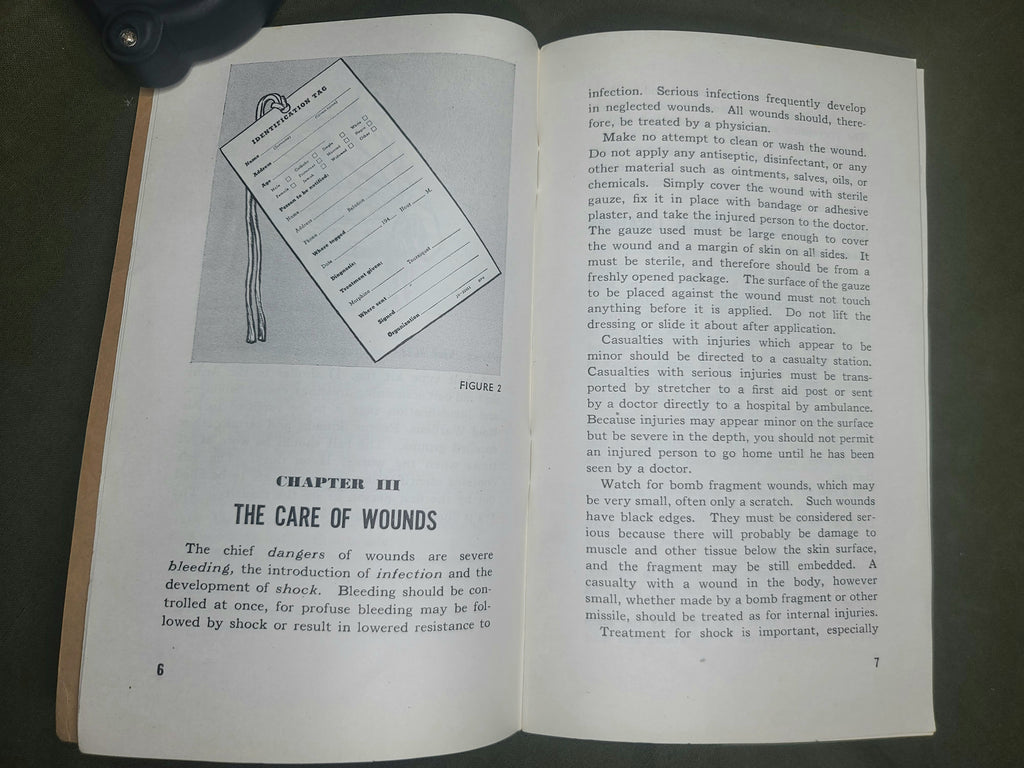 IDENTIFICATION TAG
Name
Address
Age
Male
Female
Catholic
Protestant
Jewish
Single
Married
Widowed
White
Negro
Other
Person to be notified:
Name
Address
Relation
Phone
Where tagged
Date 194 Hour M.
Diagnosis:
Treatment given:
Morphine Tourniquet
Where sent
Signed
Organization
FIGURE 2
CHAPTER III
THE CARE OF WOUNDS
The chief dangers of wounds are severe
bleeding, the introduction of infection and the
development of shock. Bleeding should be con-
trolled at once, for profuse bleeding may be fol-
lowed by shock or result in lowered resistance to
6
infection. Serious infections frequently develop
in neglected wounds. All wounds should, there-
fore, be treated by a physician.
Make no attempt to clean or wash the wound.
Do not apply any antiseptic, disinfectant, or any
other material such as ointments, salves, oils, or
chemicals. Simply cover the wound with sterile
gauze, fix it in place with bandage or adhesive
plaster, and take the injured person to the doctor.
The gauze used must be large enough to cover
the wound and a margin of skin on all sides. It
must be sterile, and therefore should be from a
freshly opened package. The surface of the gauze
to be placed against the wound must not touch
anything before it is applied. Do not lift the
dressing or slide it about after application.
Casualties with injuries which appear to be
minor should be directed to a casualty station.
Casualties with serious injuries must be trans-
ported by stretcher to a first aid post or sent
by a doctor directly to a hospital by ambulance.
Because injuries may appear minor on the surface
but be severe in the depth, you should not permit
an injured person to go home until he has been
seen by a doctor.
Watch for bomb fragment wounds, which may
be very small, often only a scratch. Such wounds
have black edges. They must be considered ser-
ious because there will probably be damage to
muscle and other tissue below the skin surface,
and the fragment may be still embedded. A
casualty with a wound in the body, however
small, whether made by a bomb fragment or other
missile, should be treated as for internal injuries.
Treatment for shock is important, especially
7